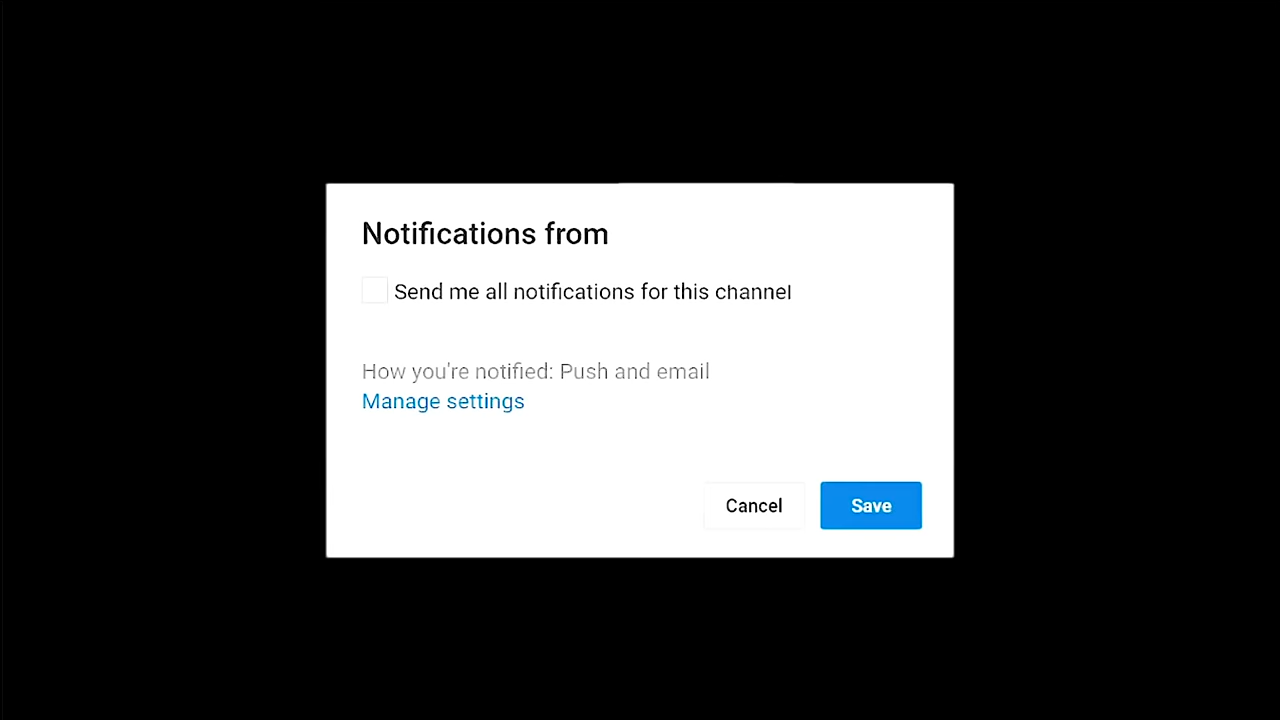 Notifications from
Send me all notifications for this channel
How you're notified: Push and email
Manage settings
Cancel
Save